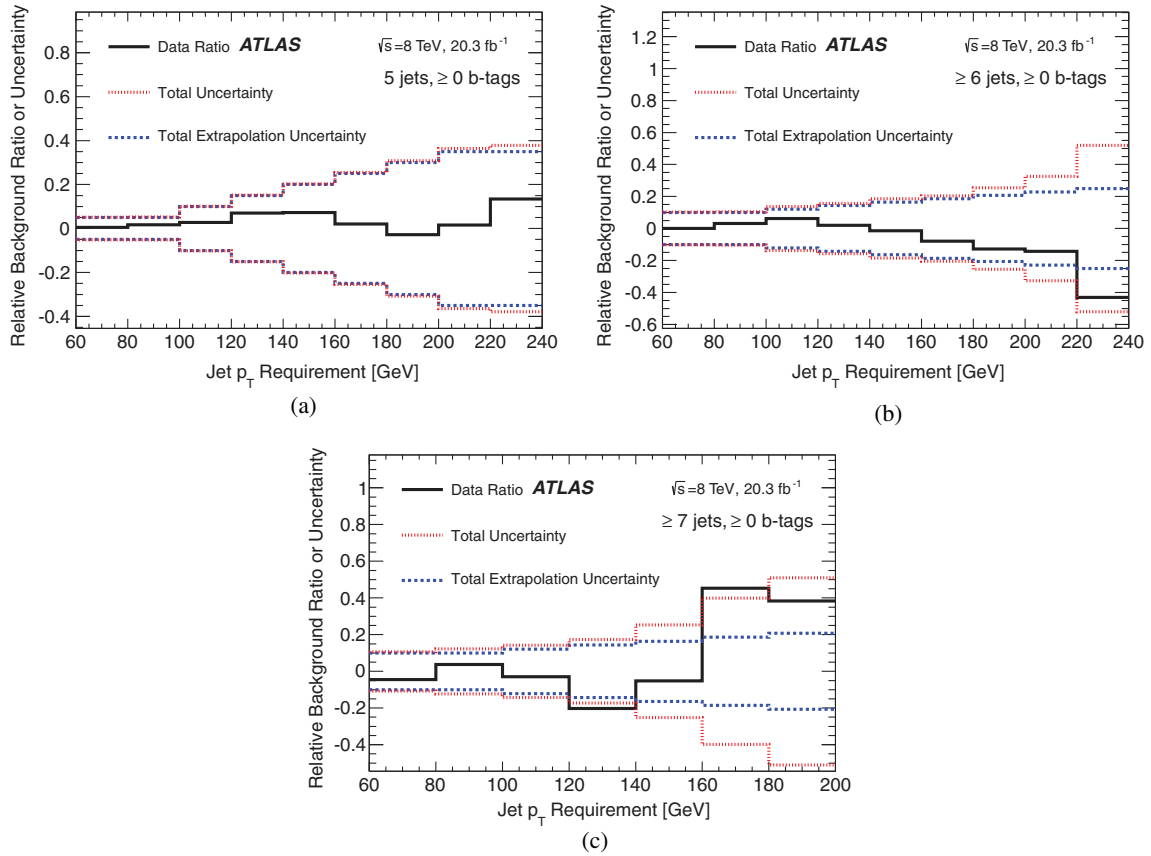 Relative Background Ratio or Uncertainty
0.8
0.6
0.4
0.2
0
-0.2
-0.4
Data Ratio ATLAS
√s=8 TeV, 20.3 fb⁻¹
5 jets, ≥ 0 b-tags
Total Uncertainty
Total Extrapolation Uncertainty
60 80 100 120 140 160 180 200 220 240
Jet p_T Requirement [GeV]
(a)
Relative Background Ratio or Uncertainty
1.2
1
0.8
0.6
0.4
0.2
0
-0.2
-0.4
-0.6
Data Ratio ATLAS
√s=8 TeV, 20.3 fb⁻¹
≥ 6 jets, ≥ 0 b-tags
Total Uncertainty
Total Extrapolation Uncertainty
60 80 100 120 140 160 180 200 220 240
Jet p_T Requirement [GeV]
(b)
Relative Background Ratio or Uncertainty
1
0.8
0.6
0.4
0.2
0
-0.2
-0.4
Data Ratio ATLAS
√s=8 TeV, 20.3 fb⁻¹
≥ 7 jets, ≥ 0 b-tags
Total Uncertainty
Total Extrapolation Uncertainty
60 80 100 120 140 160 180 200
Jet p_T Requirement [GeV]
(c)